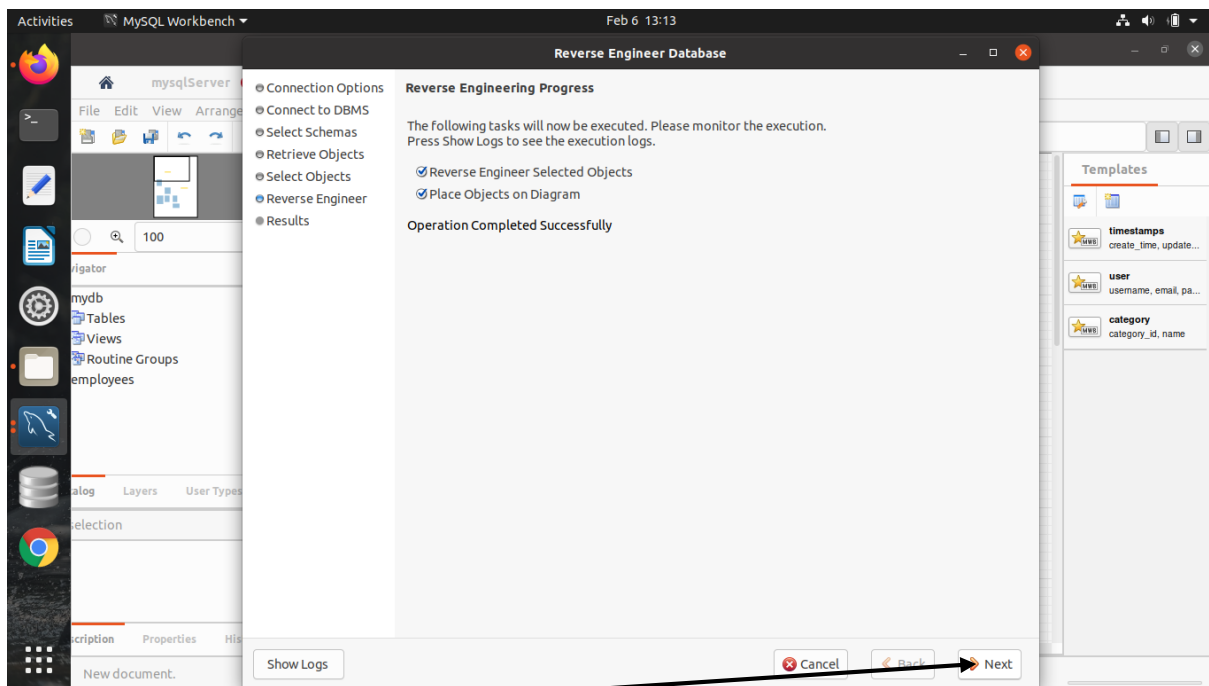 Activities
MySQL Workbench
Feb 6 13:13
Reverse Engineer Database
mysqlServer
File Edit View Arrange
100
vigator
mydb
Tables
Views
Routine Groups
employees
talog Layers User Types
selection
scription Properties His
New document.
Connection Options
Connect to DBMS
Select Schemas
Retrieve Objects
Select Objects
Reverse Engineer
Results
Reverse Engineering Progress
The following tasks will now be executed. Please monitor the execution.
Press Show Logs to see the execution logs.
Reverse Engineer Selected Objects
Place Objects on Diagram
Operation Completed Successfully
Show Logs
Cancel
Back
Next
Templates
MWB
timestamps
create_time, update...
MWB
user
username, email, pa...
MWB
category
category_id, name